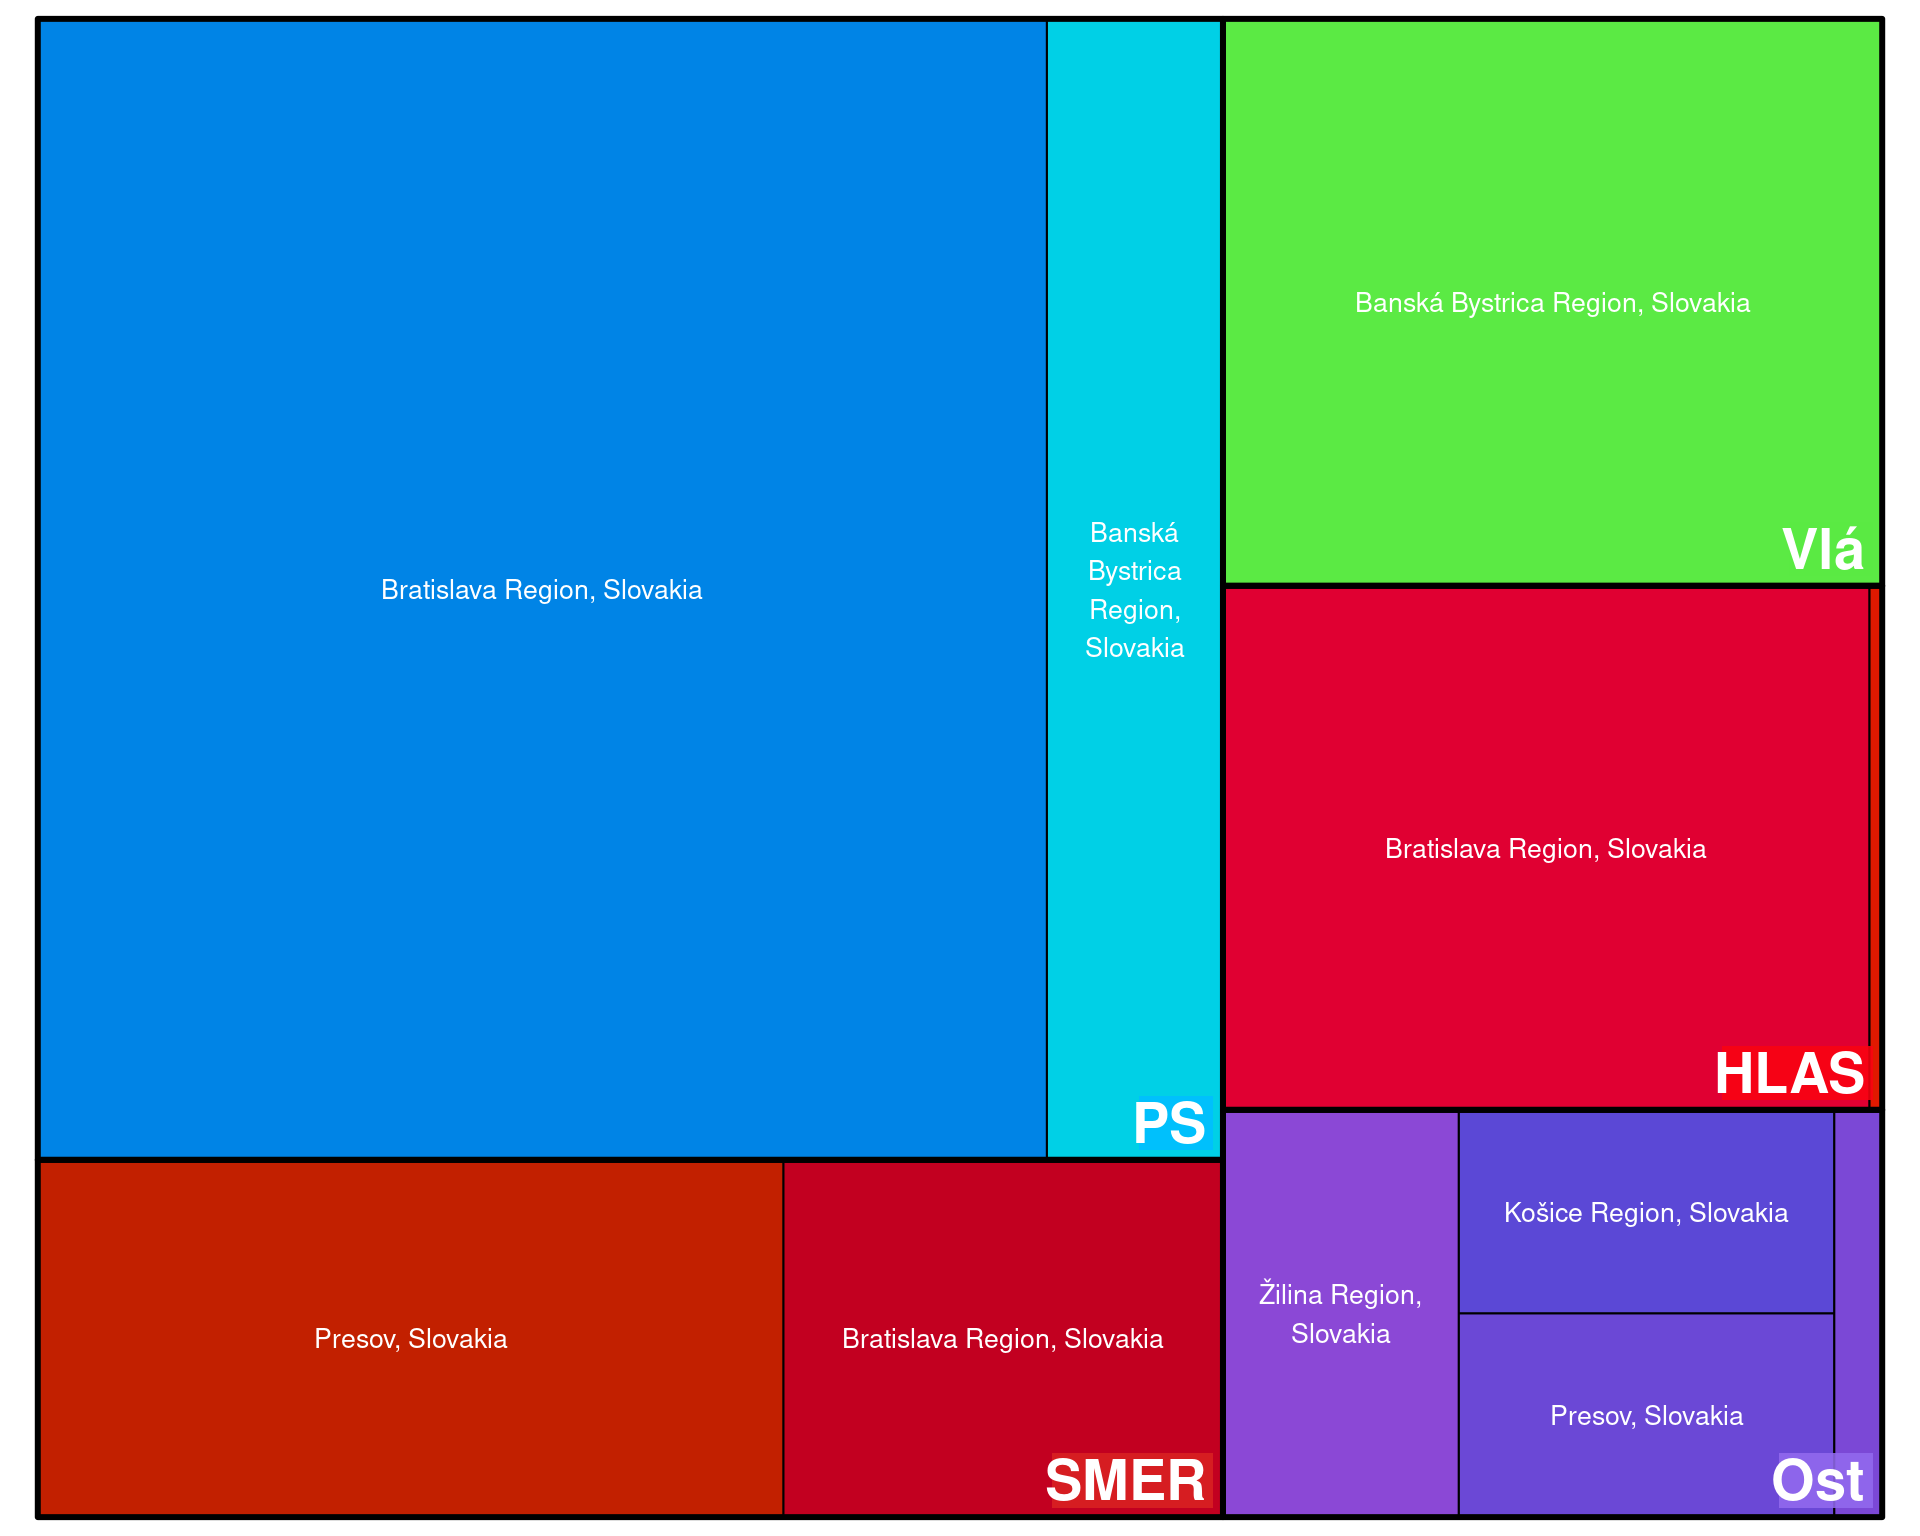 Bratislava Region, Slovakia
Banská
Bystrica
Region,
Slovakia
PS
Presov, Slovakia
Bratislava Region, Slovakia
SMER
Banská Bystrica Region, Slovakia
Vlá
Bratislava Region, Slovakia
HLAS
Žilina Region,
Slovakia
Košice Region, Slovakia
Presov, Slovakia
Ost